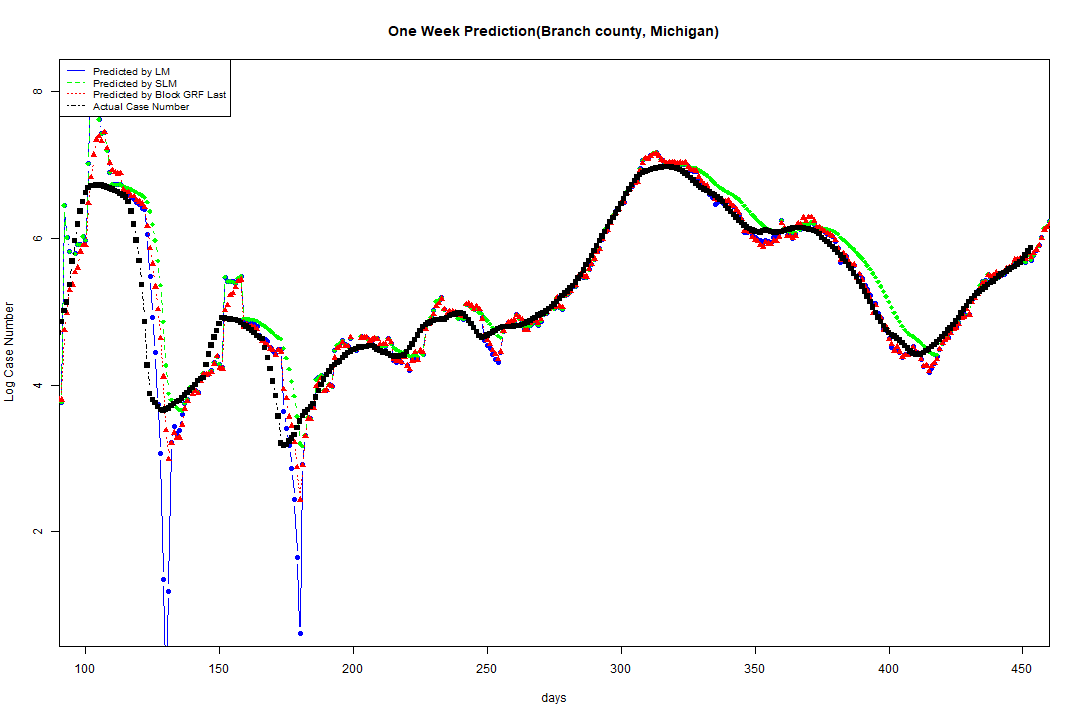 One Week Prediction(Branch county, Michigan)
Predicted by LM
Predicted by SLM
Predicted by Block GRF Last
Actual Case Number
8
6
4
2
Log Case Number
100 150 200 250 300 350 400 450
days